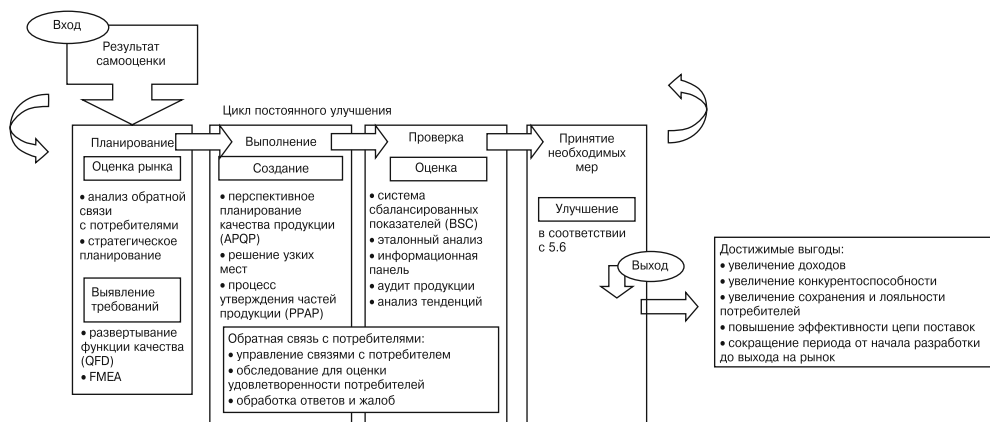 Вход
Результат
самооценки
Цикл постоянного улучшения
Планирование
Оценка рынка
• анализ обратной
связи
с потребителями
• стратегическое
планирование
Выявление
требований
• развертывание
функции качества
(QFD)
• FMEA
Выполнение
Создание
• перспективное
планирование
качества продукции
(APQP)
• решение узких
мест
• процесс
утверждения частей
продукции (PPAP)
Проверка
Оценка
• система
сбалансированных
показателей (BSC)
• эталонный анализ
• информационная
панель
• аудит продукции
• анализ тенденций
Обратная связь с потребителями:
• управление связями с потребителем
• обследование для оценки
удовлетворенности потребителей
• обработка ответов и жалоб
Принятие
необходимых
мер
Улучшение
в соответствии
с 5.6
Выход
Достижимые выгоды:
• увеличение доходов
• увеличение конкурентоспособности
• увеличение сохранения и лояльности
потребителей
• повышение эффективности цепи поставок
• сокращение периода от начала разработки
до выхода на рынок